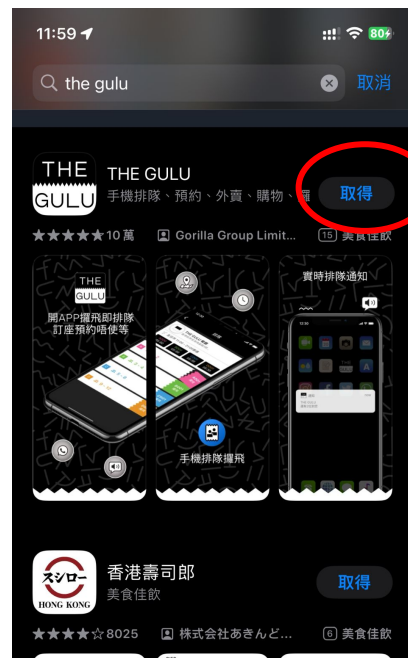 11:59
80
the gulu
取消
THE
GULU
THE GULU
手機排隊、預約、外賣、購物、
取得
10 萬
Gorilla Group Limit...
15
美食佳飲
THE
GULU
開APP攞飛即排隊
訂座預約唔使等
手機排隊攞飛
實時排隊通知
スシロー
HONG KONG
香港壽司郎
美食佳飲
取得
8025
株式会社あきんど...
6
美食佳飲